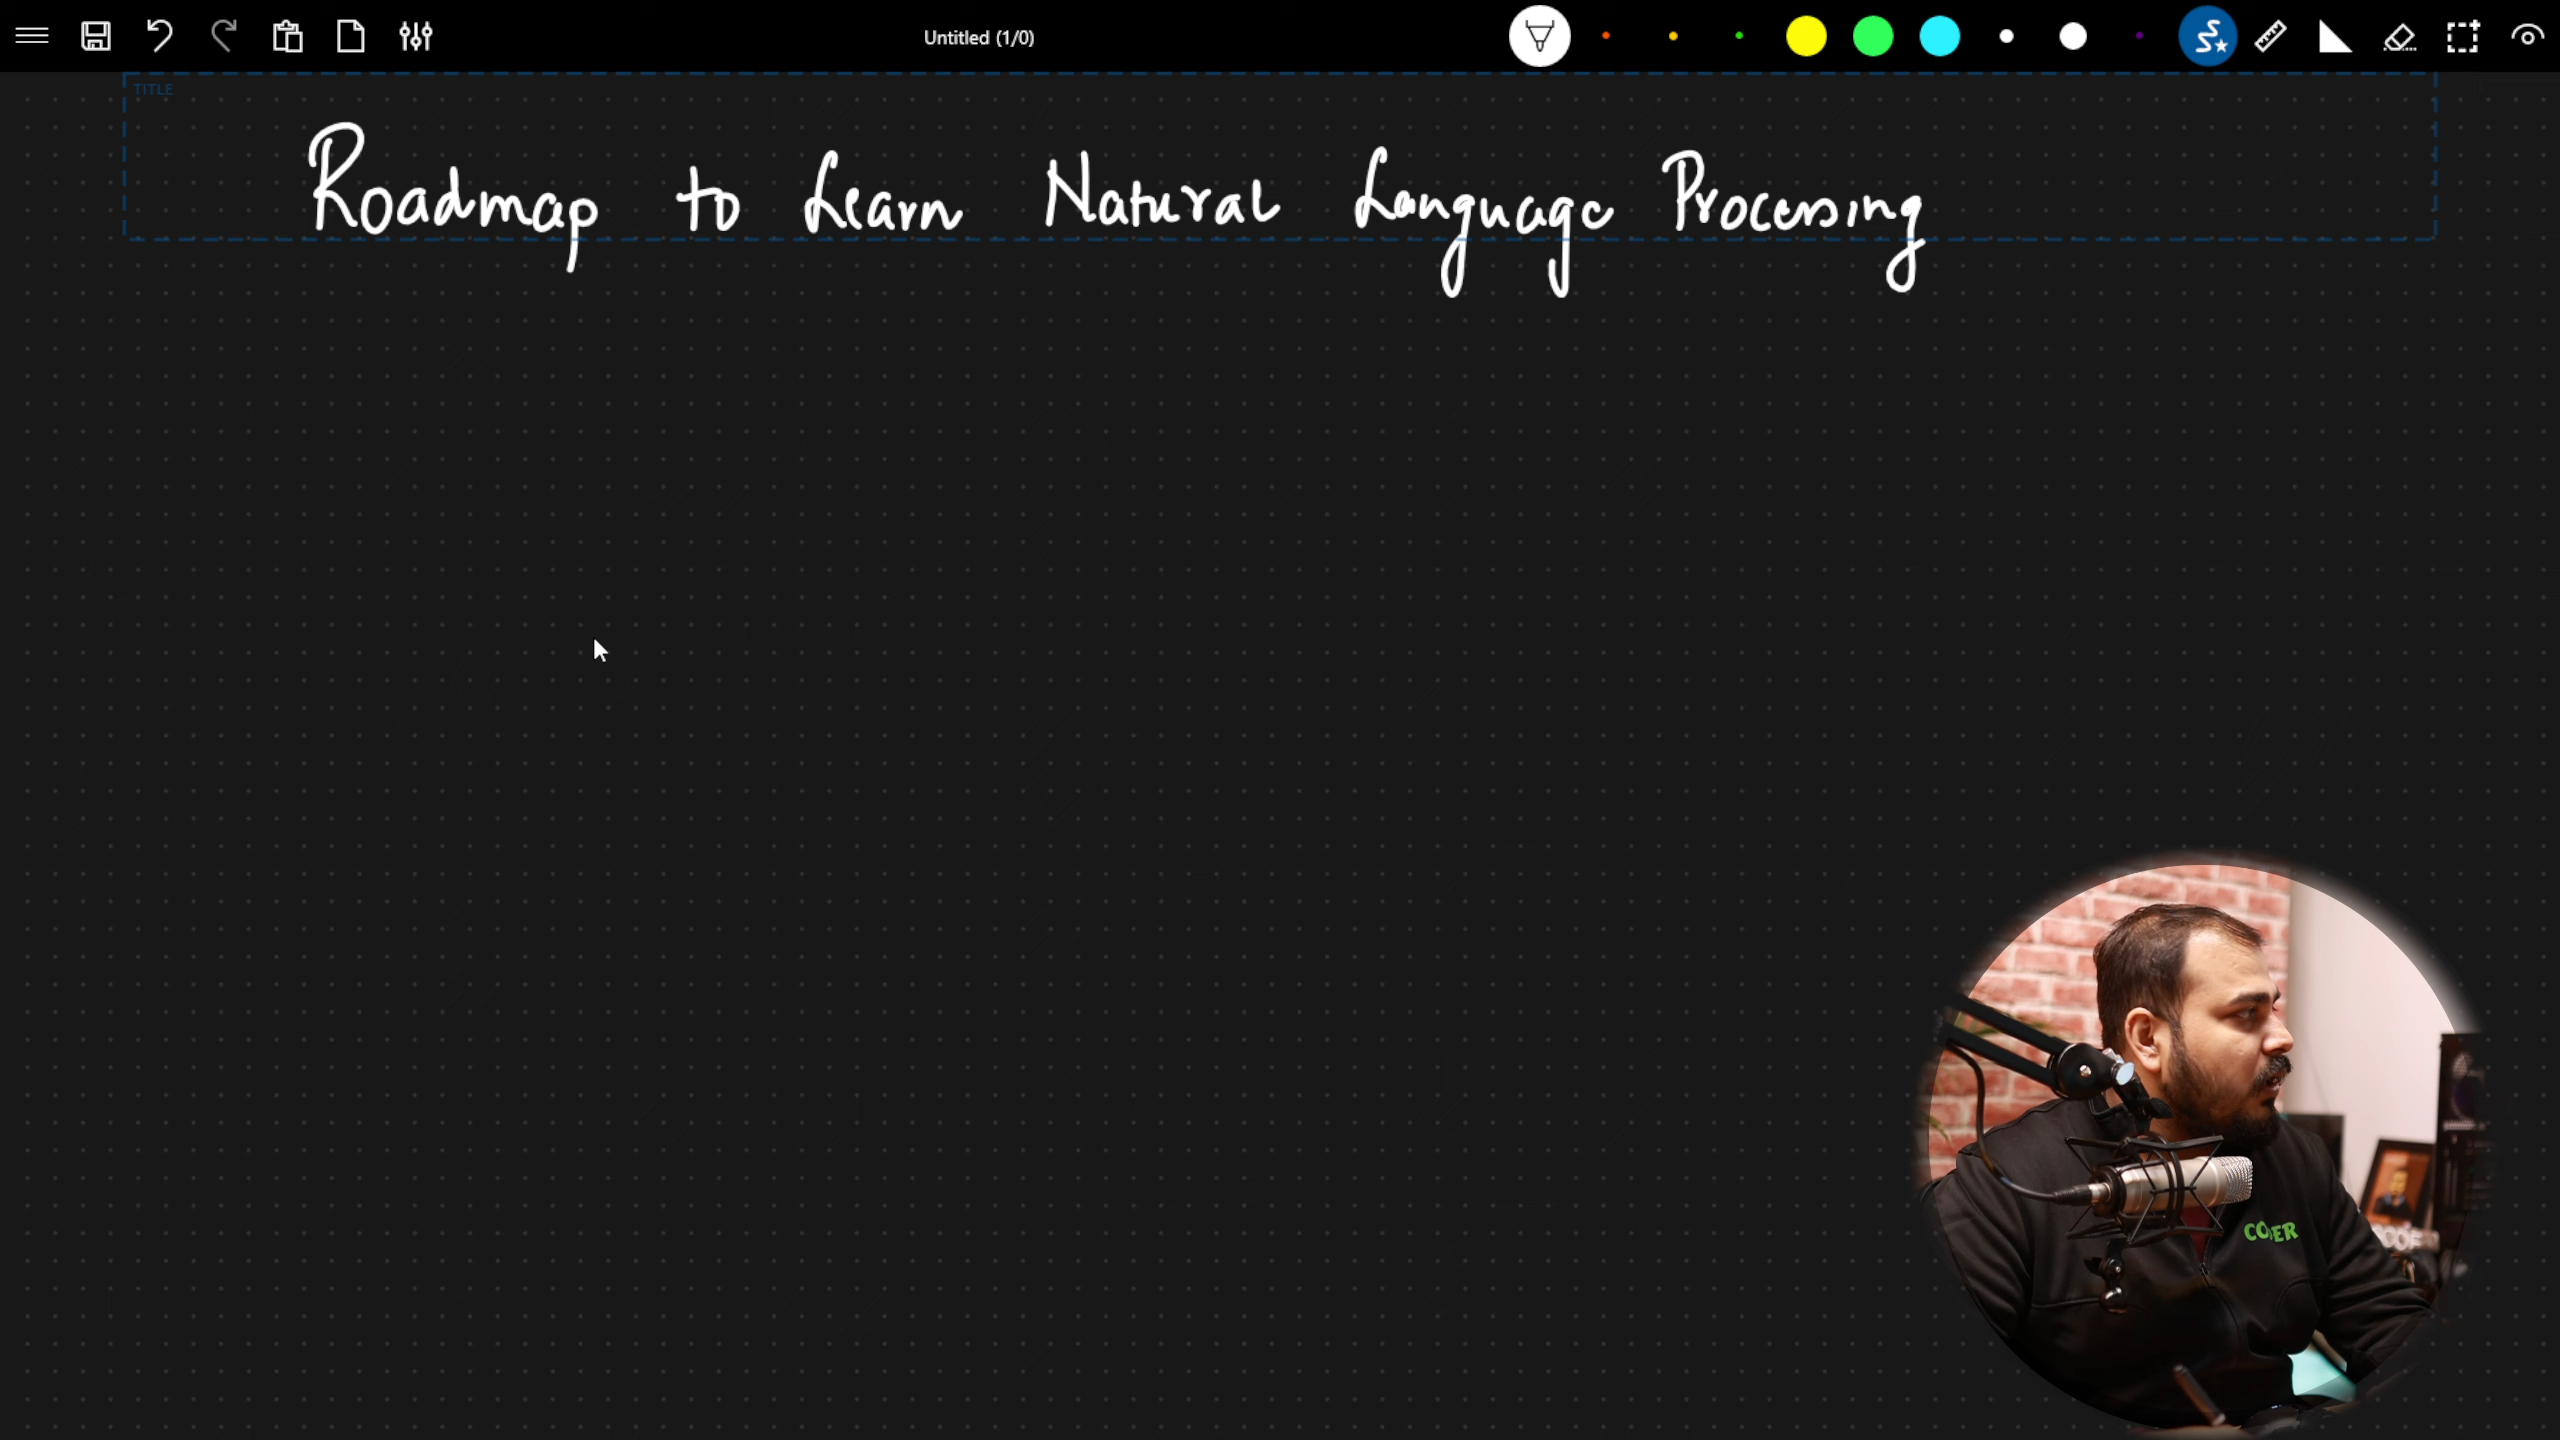 Untitled (1/0)
TITLE
Roadmap to Learn Natural Language Processing